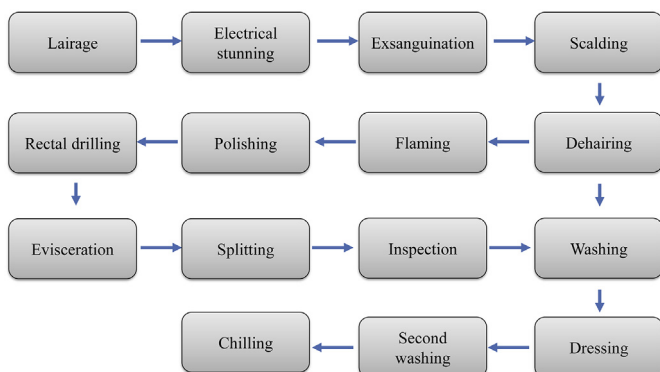 Lairage
Electrical
stunning
Exsanguination
Scalding
Dehairing
Flaming
Polishing
Rectal drilling
Evisceration
Splitting
Inspection
Washing
Dressing
Second
washing
Chilling